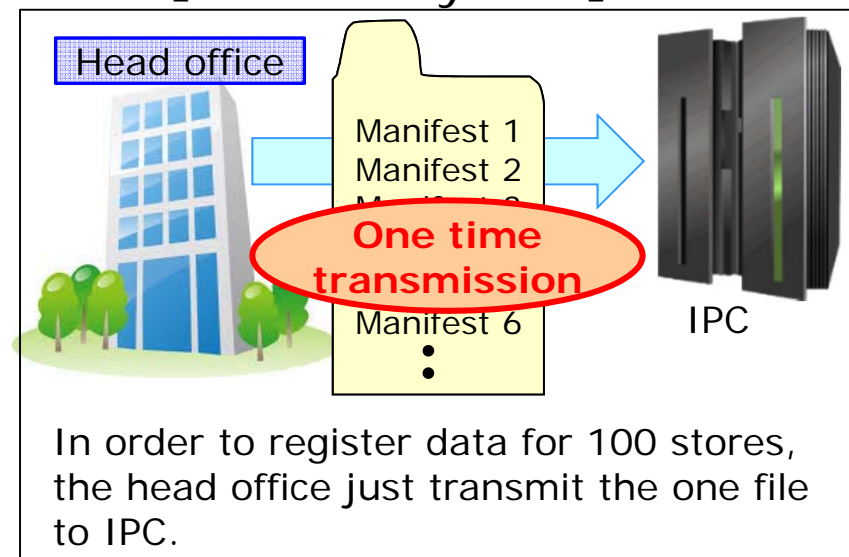 Head office
Manifest 1
Manifest 2
One time
transmission
Manifest 6
IPC
In order to register data for 100 stores,
the head office just transmit the one file
to IPC.